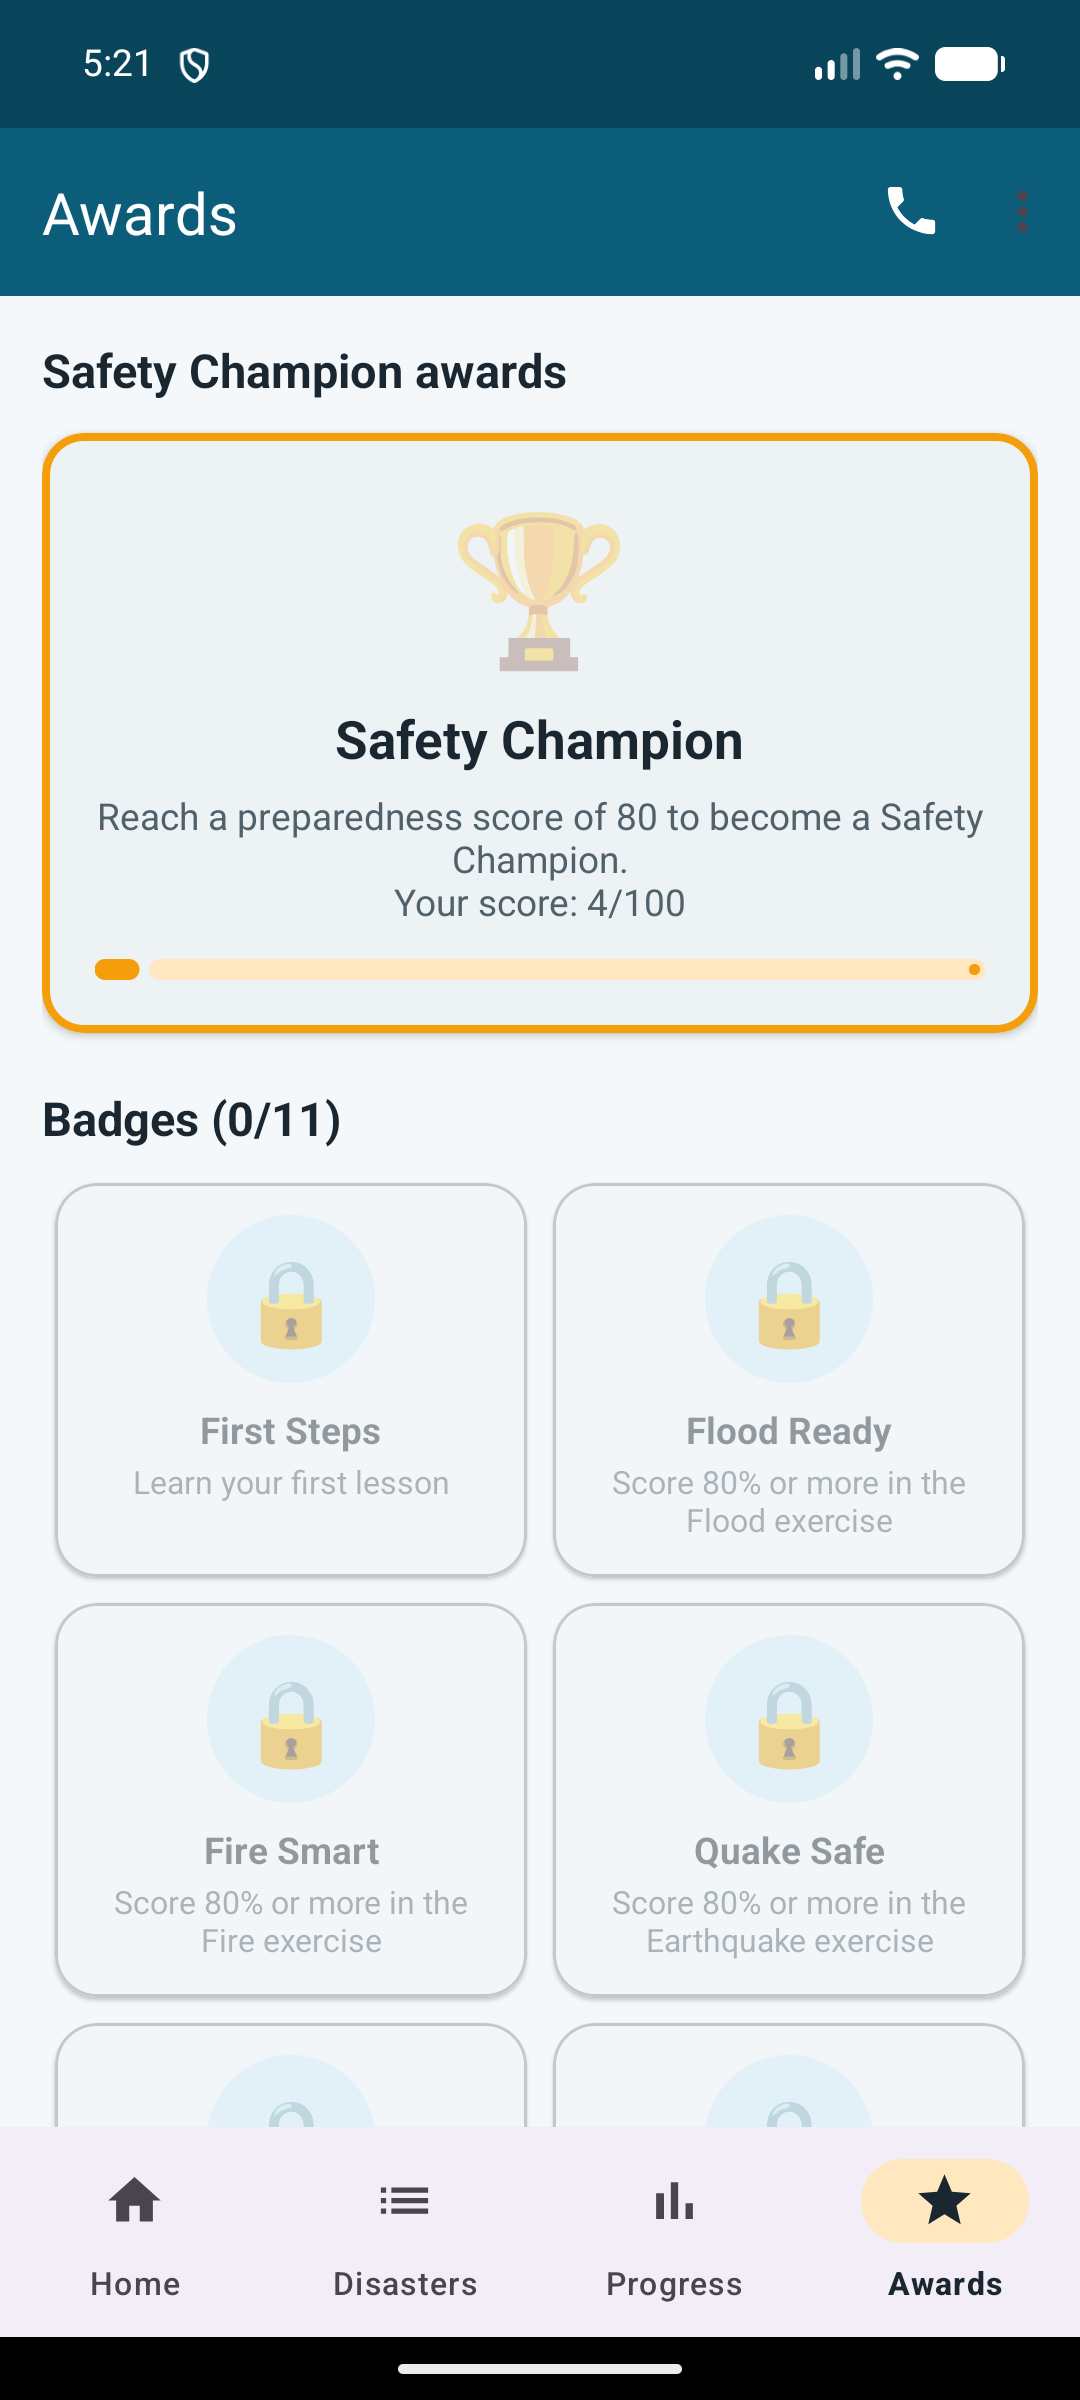 5:21
Awards
Safety Champion awards
Safety Champion
Reach a preparedness score of 80 to become a Safety
Champion.
Your score: 4/100
Badges (0/11)
First Steps
Learn your first lesson
Flood Ready
Score 80% or more in the
Flood exercise
Fire Smart
Score 80% or more in the
Fire exercise
Quake Safe
Score 80% or more in the
Earthquake exercise
Home
Disasters
Progress
Awards